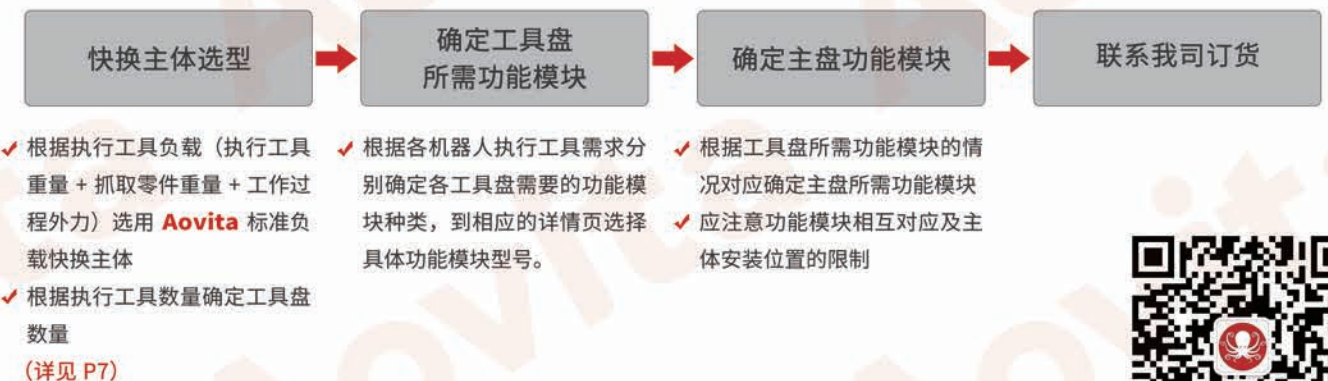 快换主体选型
确定工具盘
所需功能模块
确定主盘功能模块
联系我司订货
✓ 根据执行工具负载（执行工具
重量 + 抓取零件重量 + 工作过
程外力）选用 Aovita 标准负
载快换主体
✓ 根据执行工具数量确定工具盘
数量
（详见 P7）
✓ 根据各机器人执行工具需求分
别确定各工具盘需要的功能模
块种类，到相应的详情页选择
具体功能模块型号。
✓ 根据工具盘所需功能模块的情
况对应确定主盘所需功能模块
✓ 应注意功能模块相互对应及主
体安装位置的限制